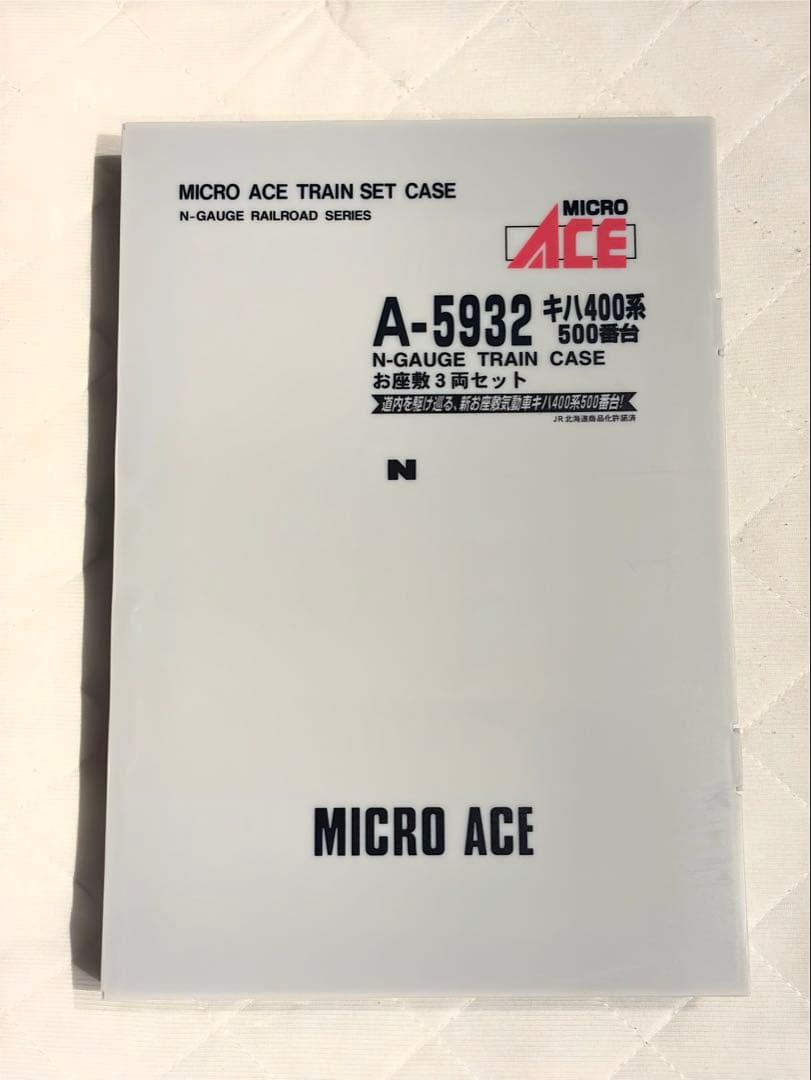 MICRO ACE TRAIN SET CASE
N-GAUGE RAILROAD SERIES
MICRO
ACE
A-5932 キハ400系
500番台
N-GAUGE TRAIN CASE
お座敷3両セット
道内を駆け巡る、新お座敷気動車キハ400系500番台!
JR北海道商品化許諾済
N
MICRO ACE